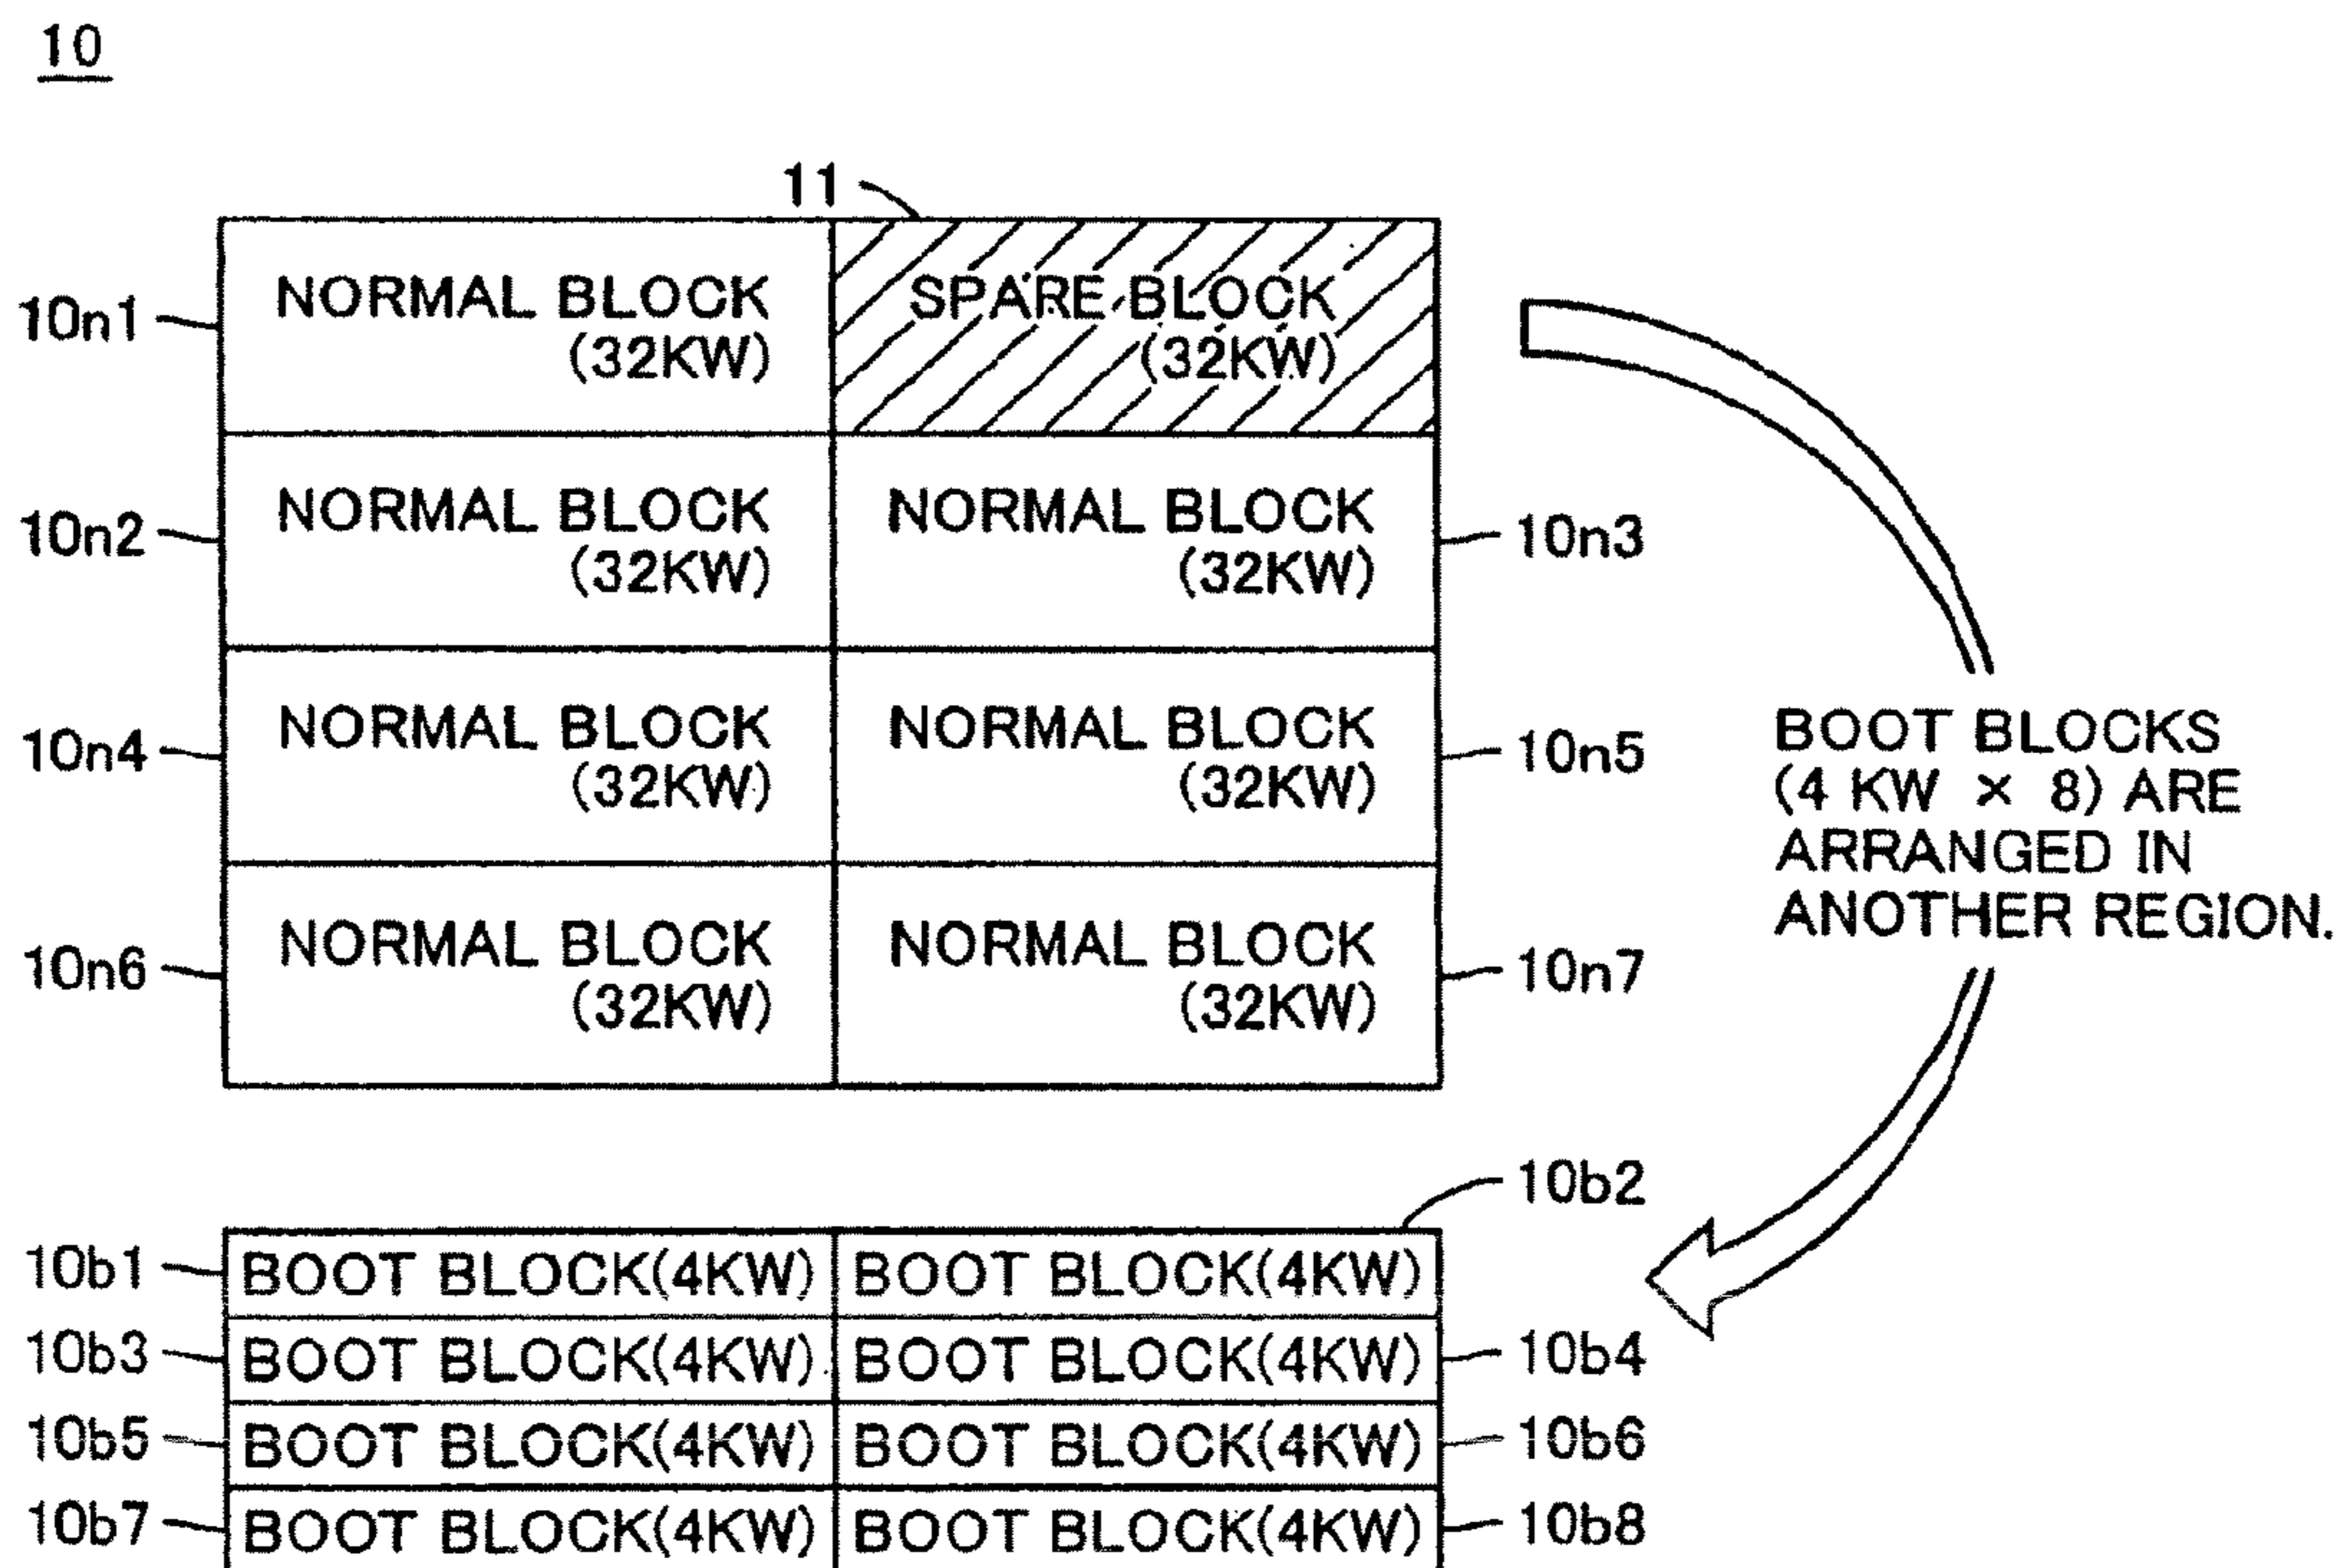 10
11
10n1 NORMAL BLOCK SPARE BLOCK
(32KW) (32KW)
10n2 NORMAL BLOCK NORMAL BLOCK 10n3
(32KW) (32KW)
10n4 NORMAL BLOCK NORMAL BLOCK 10n5
(32KW) (32KW)
10n6 NORMAL BLOCK NORMAL BLOCK 10n7
(32KW) (32KW)
BOOT BLOCKS
(4 KW × 8) ARE
ARRANGED IN
ANOTHER REGION.
10b2
10b1 BOOT BLOCK(4KW) BOOT BLOCK(4KW)
10b3 BOOT BLOCK(4KW) BOOT BLOCK(4KW) 10b4
10b5 BOOT BLOCK(4KW) BOOT BLOCK(4KW) 10b6
10b7 BOOT BLOCK(4KW) BOOT BLOCK(4KW) 10b8